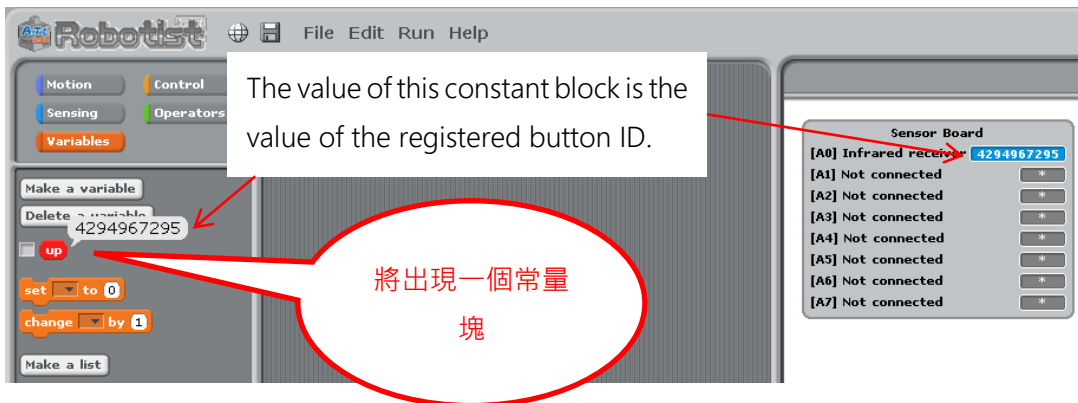 ATC Robotist File Edit Run Help
Motion Control
Sensing Operators
Variables
The value of this constant block is the
value of the registered button ID.
Make a variable
Delete a variable
4294967295
up
set to 0
change by 1
Make a list
將出現一個常量
塊
Sensor Board
[A0] Infrared receiver 4294967295
[A1] Not connected *
[A2] Not connected *
[A3] Not connected *
[A4] Not connected *
[A5] Not connected *
[A6] Not connected *
[A7] Not connected *